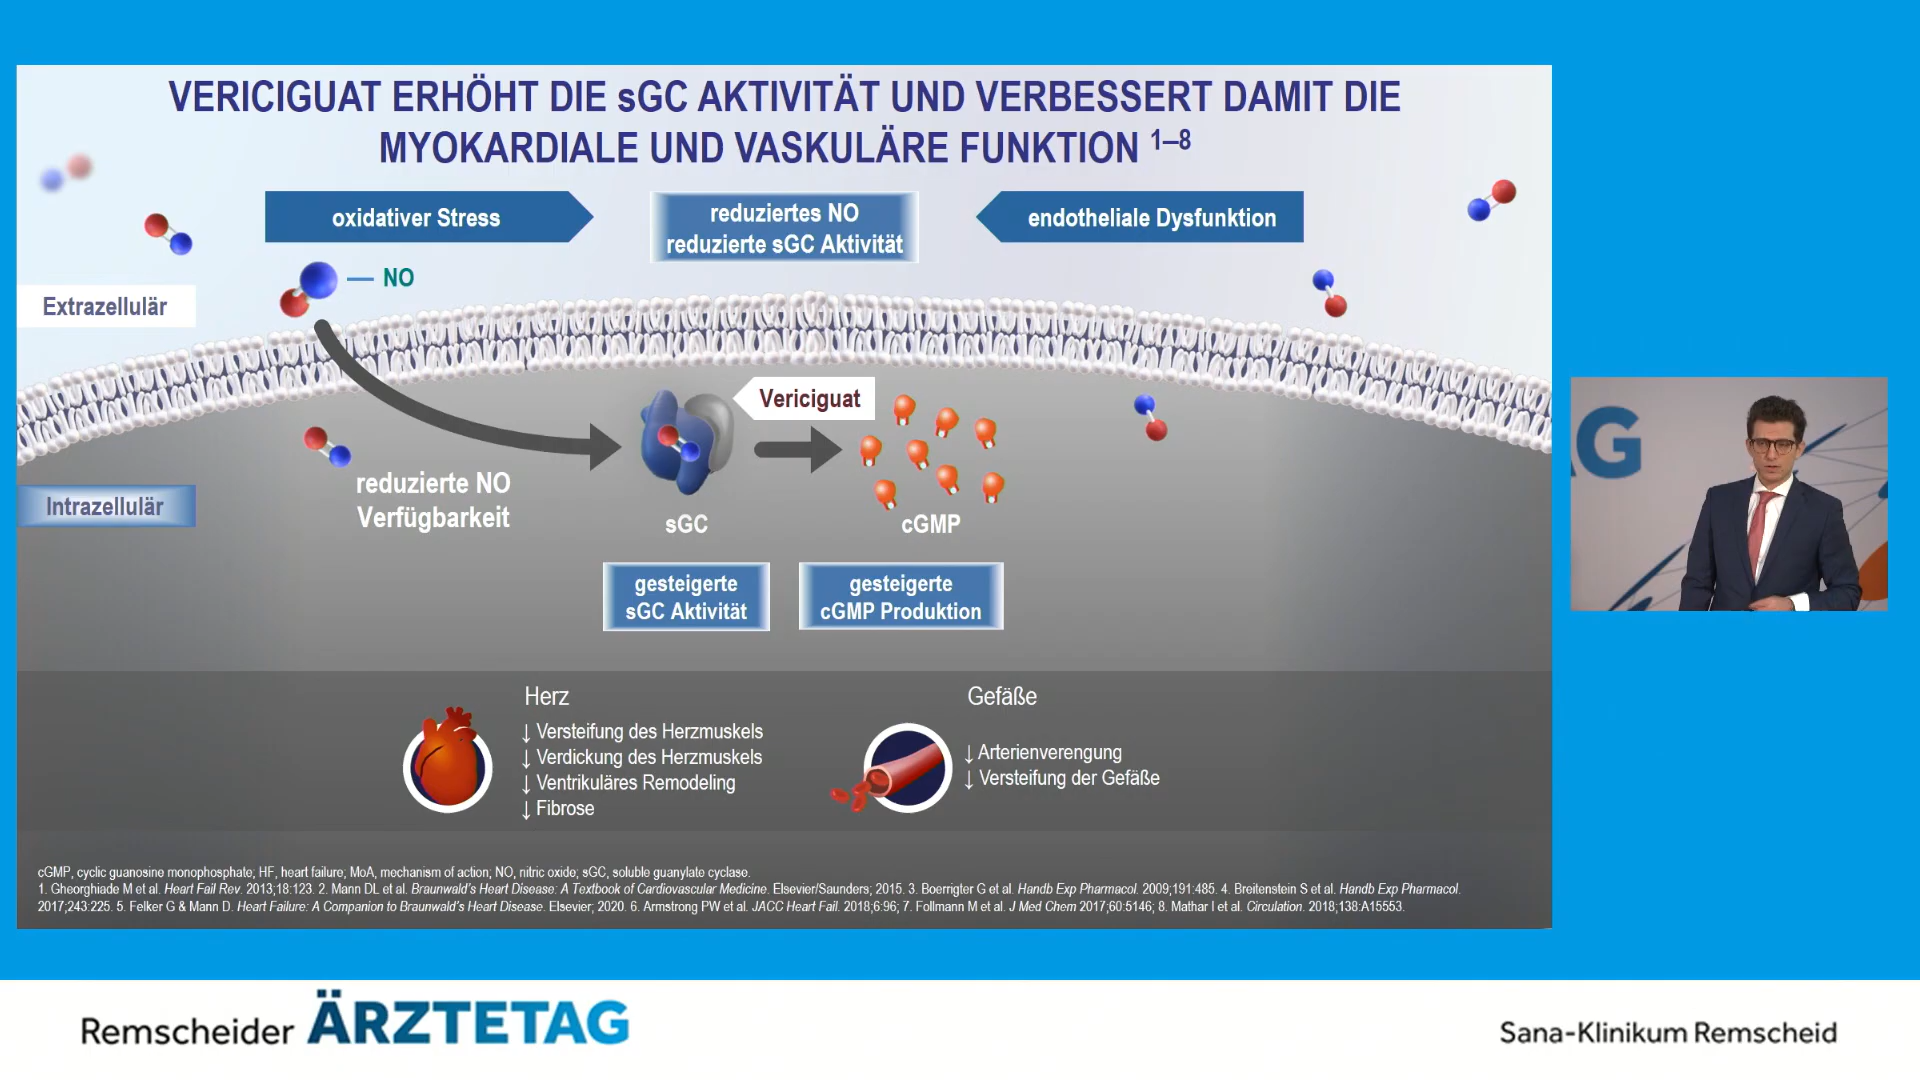 VERICIGUAT ERHÖHT DIE sGC AKTIVITÄT UND VERBESSERT DAMIT DIE
MYOKARDIALE UND VASKULÄRE FUNKTION 1–8
oxidativer Stress
reduziertes NO
reduzierte sGC Aktivität
endotheliale Dysfunktion
NO
Extrazellulär
Vericiguat
reduzierte NO
Verfügbarkeit
Intrazellulär
sGC
cGMP
gesteigerte
sGC Aktivität
gesteigerte
cGMP Produktion
Herz
↓ Versteifung des Herzmuskels
↓ Verdickung des Herzmuskels
↓ Ventrikuläres Remodeling
↓ Fibrose
Gefäße
↓ Arterienverengung
↓ Versteifung der Gefäße
cGMP, cyclic guanosine monophosphate; HF, heart failure; MoA, mechanism of action; NO, nitric oxide; sGC, soluble guanylate cyclase.
1. Gheorghiade M et al. Heart Fail Rev. 2013;18:123. 2. Mann DL et al. Braunwald's Heart Disease: A Textbook of Cardiovascular Medicine. Elsevier/Saunders; 2015. 3. Boerrigter G et al. Handb Exp Pharmacol. 2009;191:485. 4. Breitenstein S et al. Handb Exp Pharmacol.
2017;243:225. 5. Felker G & Mann D. Heart Failure: A Companion to Braunwald's Heart Disease. Elsevier; 2020. 6. Armstrong PW et al. JACC Heart Fail. 2018;6:96; 7. Follmann M et al. J Med Chem 2017;60:5146; 8. Mathar I et al. Circulation. 2018;138:A15553.
AG
Remscheider ÄRZTETAG
Sana-Klinikum Remscheid